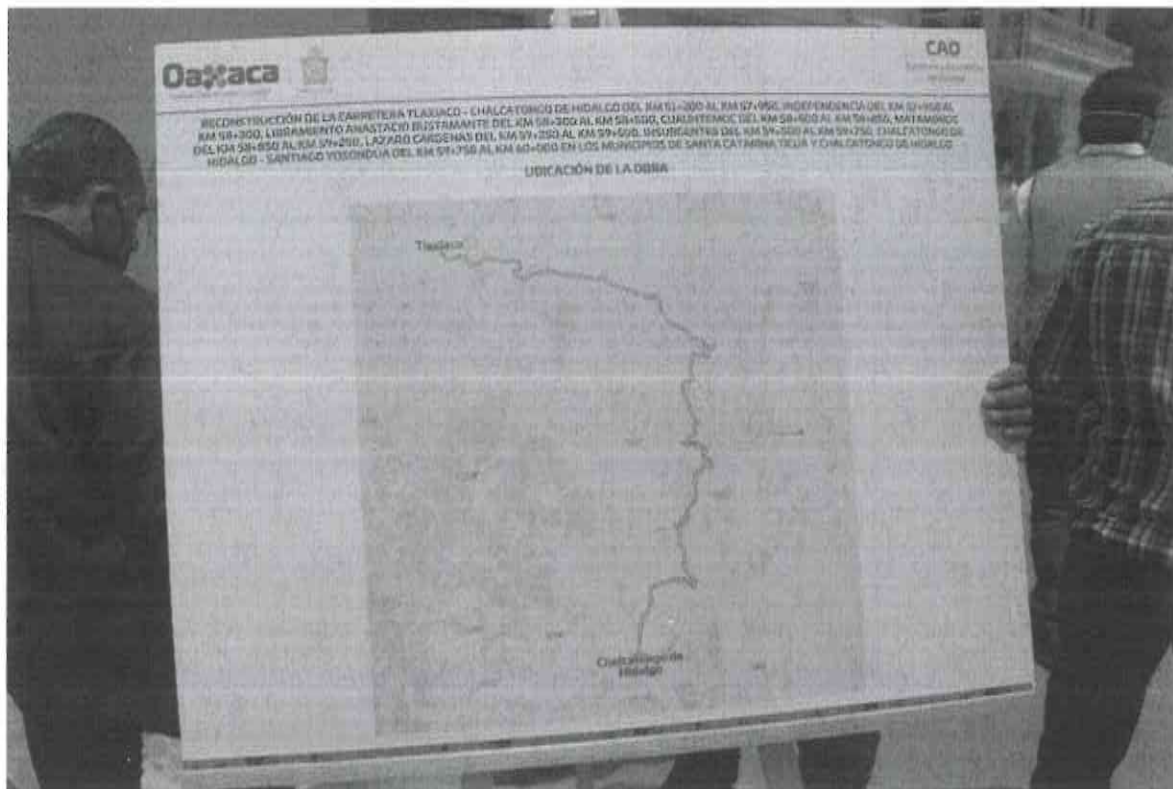 Oaxaca
CAO
RECONSTRUCCIÓN DE LA CARRETERA TLAXIACO - CHALCATONGO DE HIDALGO DEL KM 51+200 AL KM 57+950, INDEPENDENCIA DEL KM 57+950 AL
KM 58+300, LIBRAMIENTO ANASTACIO BUSTAMANTE DEL KM 58+300 AL KM 58+500, CUAUHTEMOC DEL KM 58+500 AL KM 58+850, MATAMOROS
DEL KM 58+850 AL KM 59+250, LAZARO CARDENAS DEL KM 59+250 AL KM 59+500, INSURGENTES DEL KM 59+500 AL KM 59+750, CHALCATONGO DE
HIDALGO - SANTIAGO YOSONDUA DEL KM 59+750 AL KM 60+000 EN LOS MUNICIPIOS DE SANTA CATARINA TICUA Y CHALCATONGO DE HIDALGO
UBICACIÓN DE LA OBRA
Tlaxiaco
Chalcatongo de
Hidalgo